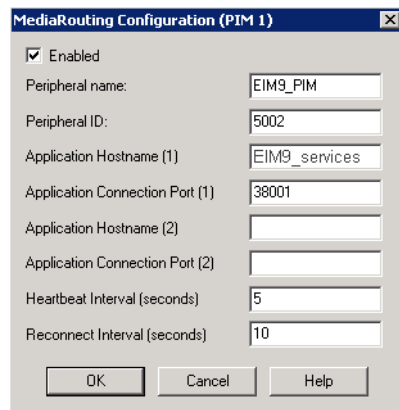 MediaRouting Configuration (PIM 1)
Enabled
Peripheral name: EIM9_PIM
Peripheral ID: 5002
Application Hostname (1) EIM9_services
Application Connection Port (1) 38001
Application Hostname (2)
Application Connection Port (2)
Heartbeat Interval (seconds) 5
Reconnect Interval (seconds) 10
OK Cancel Help